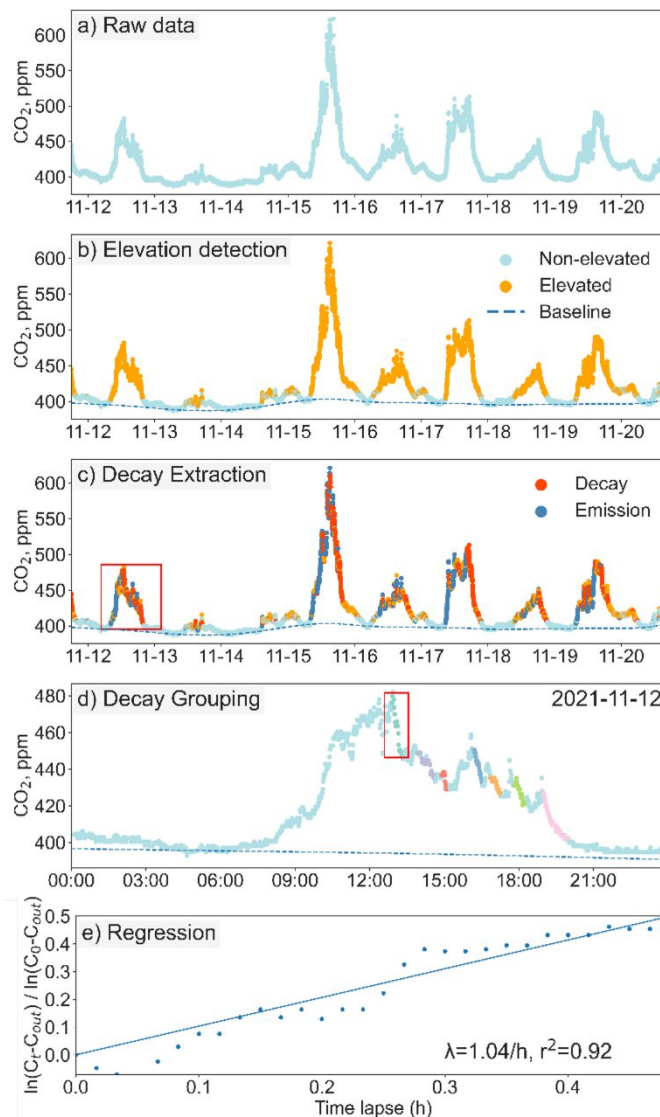 a) Raw data
CO2, ppm
600
550
500
450
400
11-12 11-13 11-14 11-15 11-16 11-17 11-18 11-19 11-20
b) Elevation detection
Non-elevated
Elevated
Baseline
CO2, ppm
600
550
500
450
400
11-12 11-13 11-14 11-15 11-16 11-17 11-18 11-19 11-20
c) Decay Extraction
Decay
Emission
CO2, ppm
600
550
500
450
400
11-12 11-13 11-14 11-15 11-16 11-17 11-18 11-19 11-20
d) Decay Grouping 2021-11-12
CO2, ppm
480
460
440
420
400
00:00 03:00 06:00 09:00 12:00 15:00 18:00 21:00
e) Regression
ln(Ct-Cout) / ln(C0-Cout)
0.5
0.4
0.3
0.2
0.1
0.0
λ=1.04/h, r²=0.92
0.0 0.1 0.2 0.3 0.4
Time lapse (h)